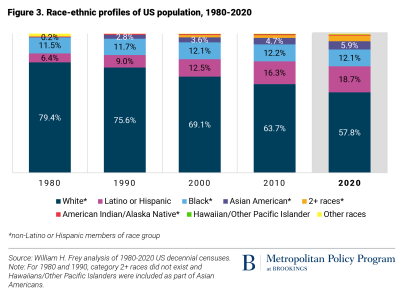 Figure 3. Race-ethnic profiles of US population, 1980-2020
0.2% 2.8% 3.6% 4.7% 5.9%
11.5% 11.7% 12.1% 12.2% 12.1%
6.4% 9.0% 12.5% 16.3% 18.7%
79.4% 75.6% 69.1% 63.7% 57.8%
1980 1990 2000 2010 2020
White* Latino or Hispanic Black* Asian American* 2+ races*
American Indian/Alaska Native* Hawaiian/Other Pacific Islander Other races
*non-Latino or Hispanic members of race group
Source: William H. Frey analysis of 1980-2020 US decennial censuses.
Note: For 1980 and 1990, category 2+ races did not exist and
Hawaiians/Other Pacific Islanders were included as part of Asian
Americans.
B Metropolitan Policy Program
at BROOKINGS